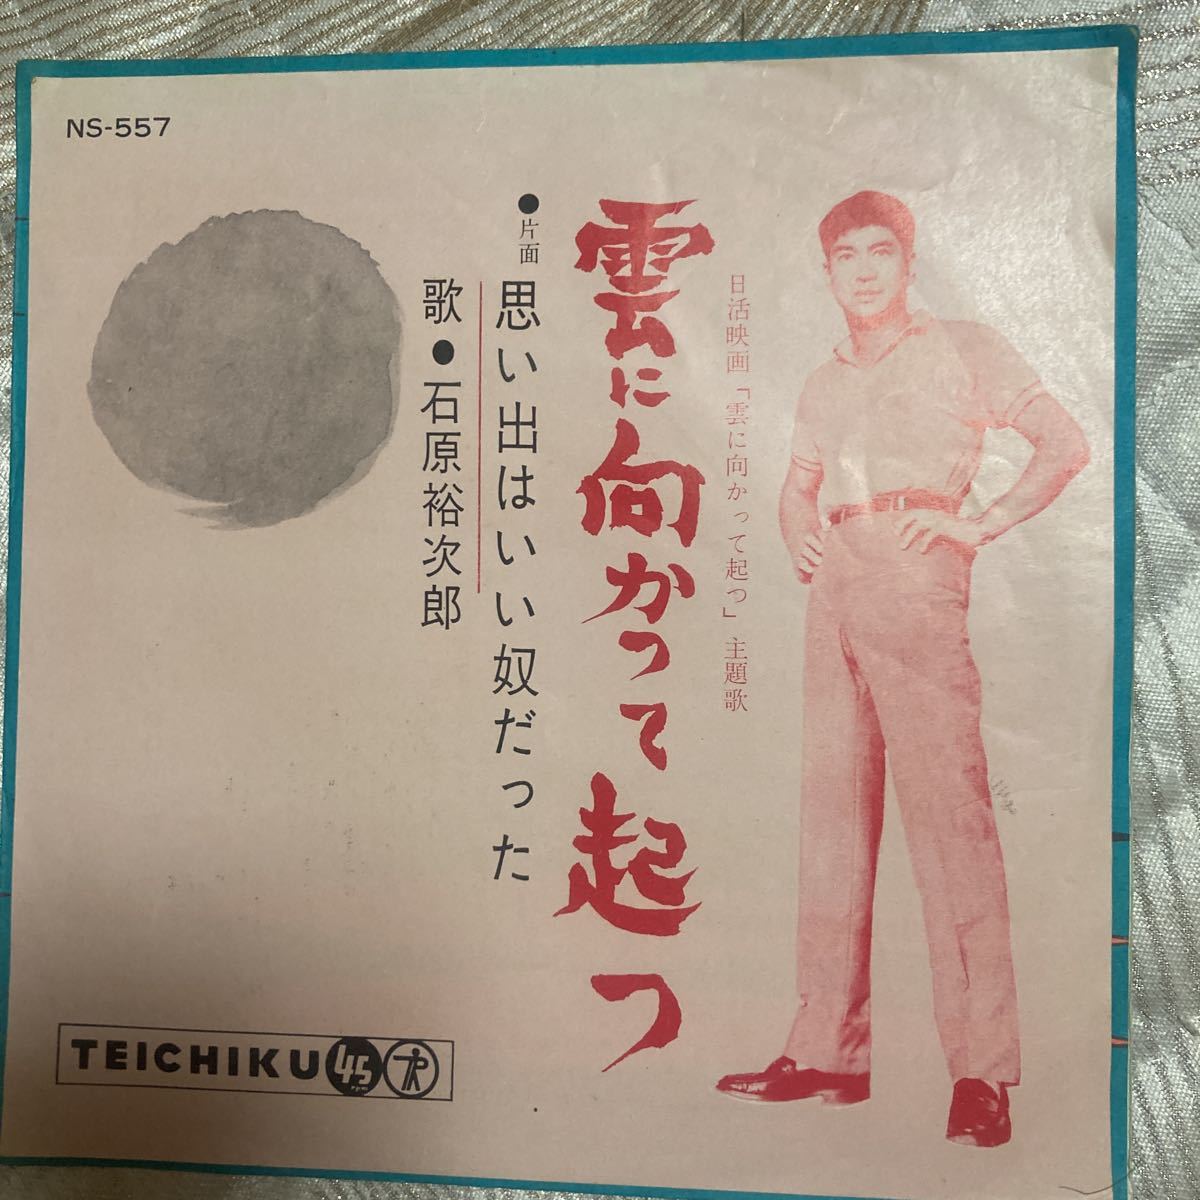 NS-557
日活映画「雲に向かって起つ」主題歌
雲に向かって起つ
●片面
思い出はいい奴だった
歌●石原裕次郎
TEICHIKU 45 rpm